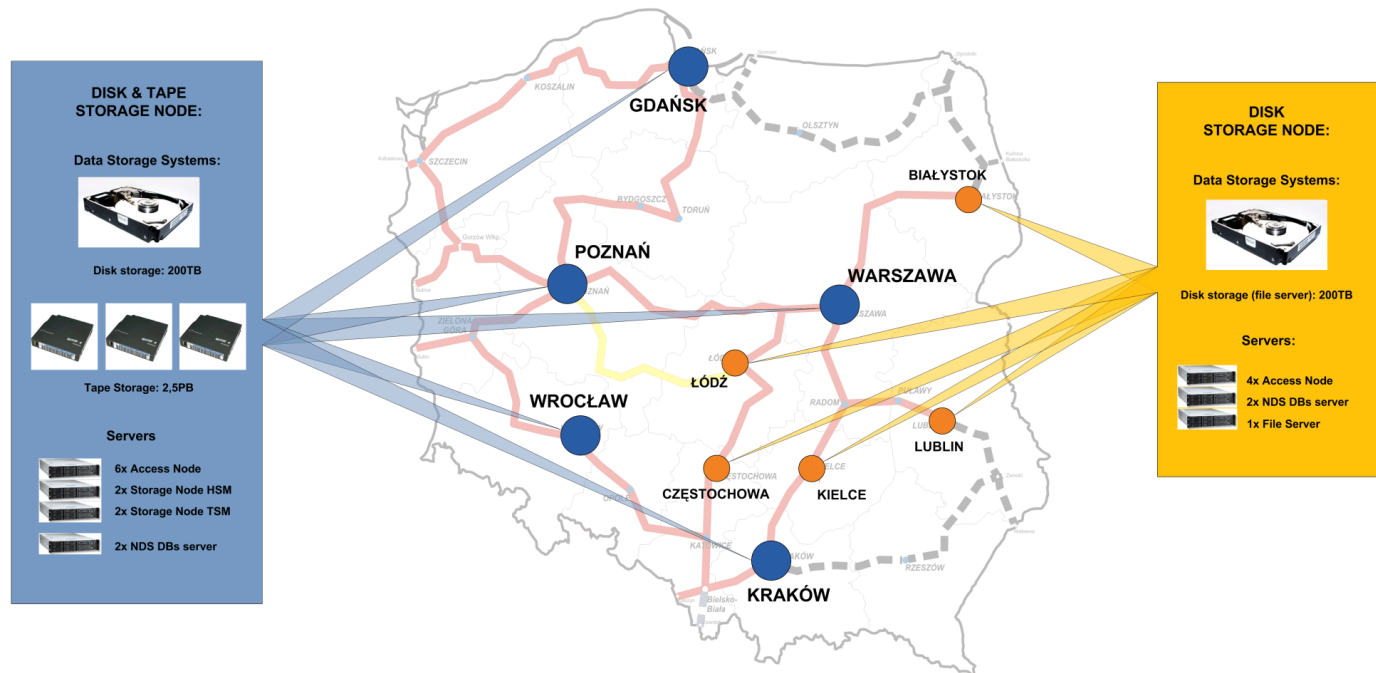 DISK & TAPE
STORAGE NODE:
Data Storage Systems:
Disk storage: 200TB
Tape Storage: 2,5PB
Servers
6x Access Node
2x Storage Node HSM
2x Storage Node TSM
2x NDS DBs server
GDAŃSK
KOSZALIN
SZCZECIN
OLSZTYN
BIAŁYSTOK
BYDGOSZCZ
TORUŃ
Gorzów Wlkp.
POZNAŃ
WARSZAWA
ZIELONA
GÓRA
ŁÓDŹ
WROCŁAW
RADOM
PUŁAWY
LUBLIN
CZĘSTOCHOWA
KIELCE
OPOLE
KATOWICE
KRAKÓW
RZESZÓW
Bielsko-
Biała
DISK
STORAGE NODE:
Data Storage Systems:
Disk storage (file server): 200TB
Servers:
4x Access Node
2x NDS DBs server
1x File Server